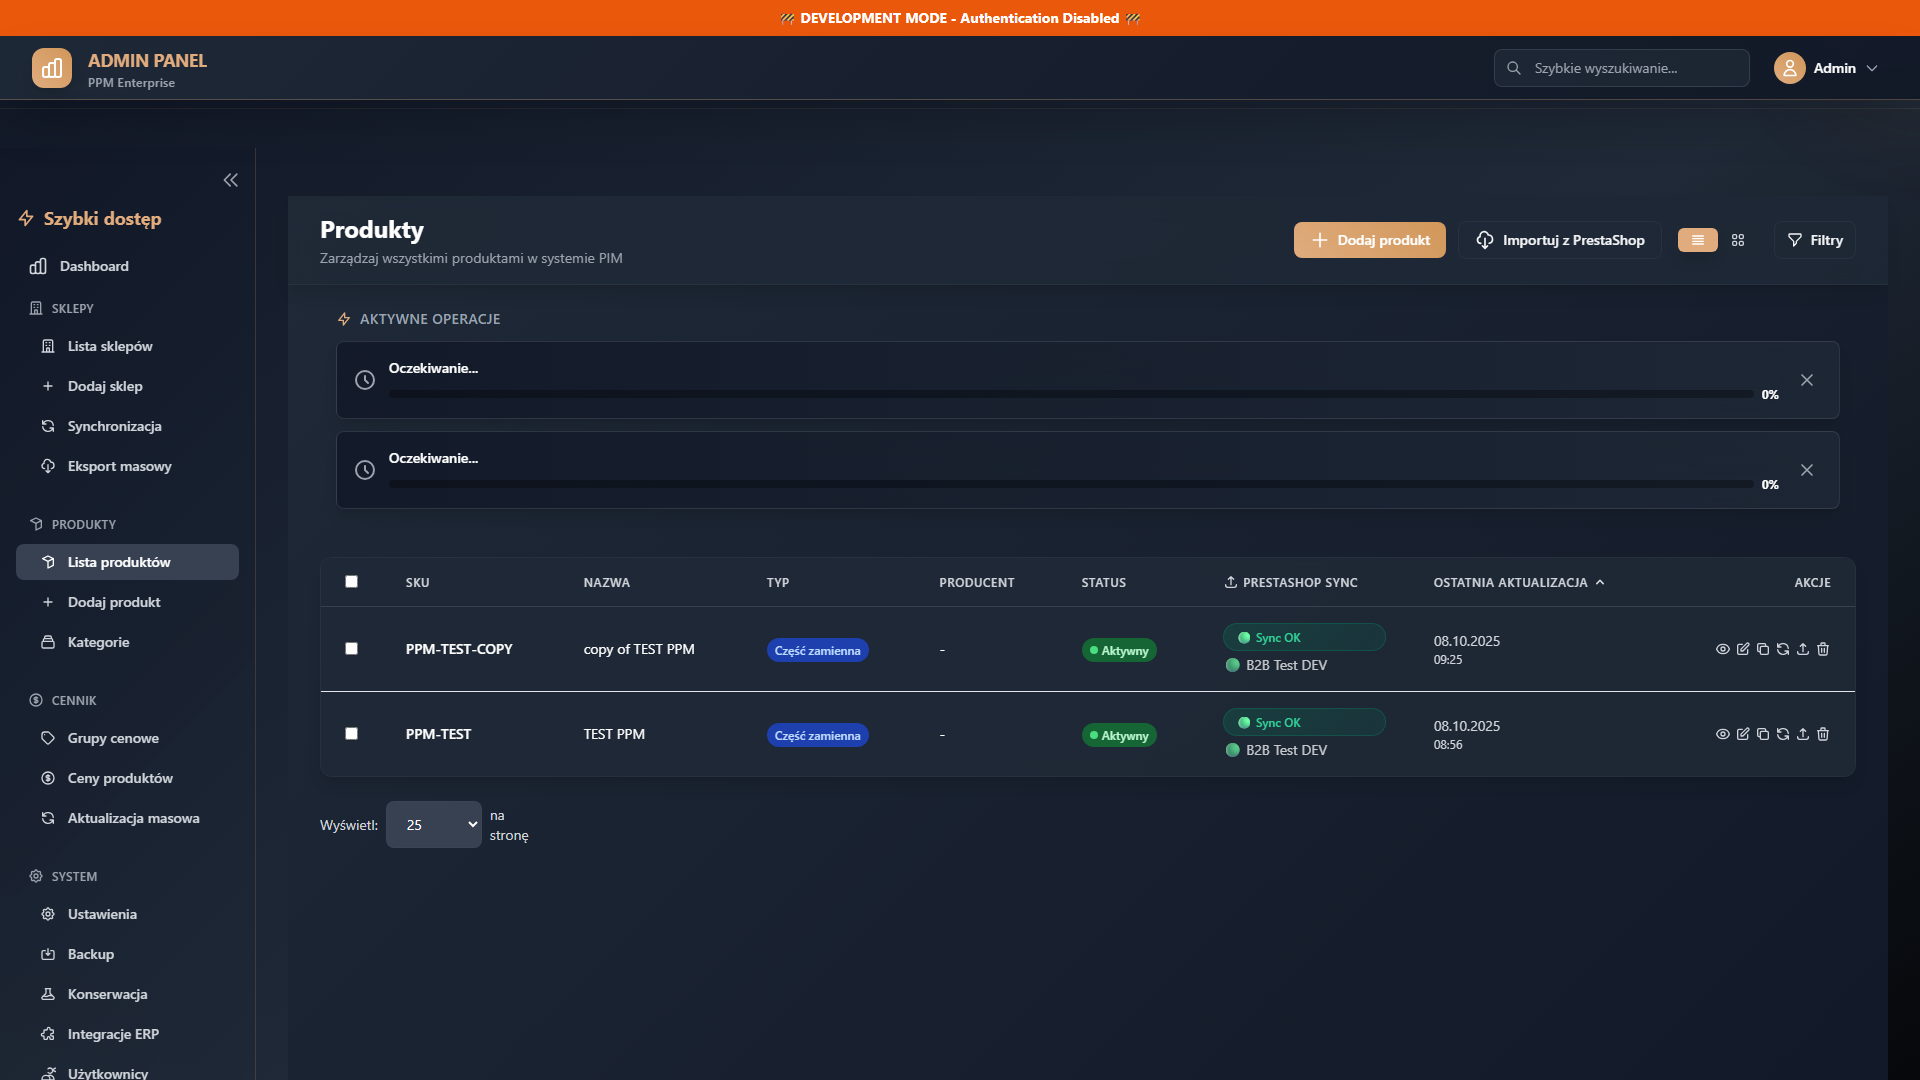 🚧 DEVELOPMENT MODE - Authentication Disabled 🚧
ADMIN PANEL
PPM Enterprise
Szybkie wyszukiwanie...
Admin
Szybki dostęp
Dashboard
SKLEPY
Lista sklepów
Dodaj sklep
Synchronizacja
Eksport masowy
PRODUKTY
Lista produktów
Dodaj produkt
Kategorie
CENNIK
Grupy cenowe
Ceny produktów
Aktualizacja masowa
SYSTEM
Ustawienia
Backup
Konserwacja
Integracje ERP
Użytkownicy
Produkty
Zarządzaj wszystkimi produktami w systemie PIM
Dodaj produkt
Importuj z PrestaShop
Filtry
AKTYWNE OPERACJE
Oczekiwanie...
0%
Oczekiwanie...
0%
SKU NAZWA TYP PRODUCENT STATUS PRESTASHOP SYNC OSTATNIA AKTUALIZACJA AKCJE
PPM-TEST-COPY copy of TEST PPM Część zamienna - Aktywny Sync OK 08.10.2025
B2B Test DEV 09:25
PPM-TEST TEST PPM Część zamienna - Aktywny Sync OK 08.10.2025
B2B Test DEV 08:56
Wyświetl: 25 na
stronę